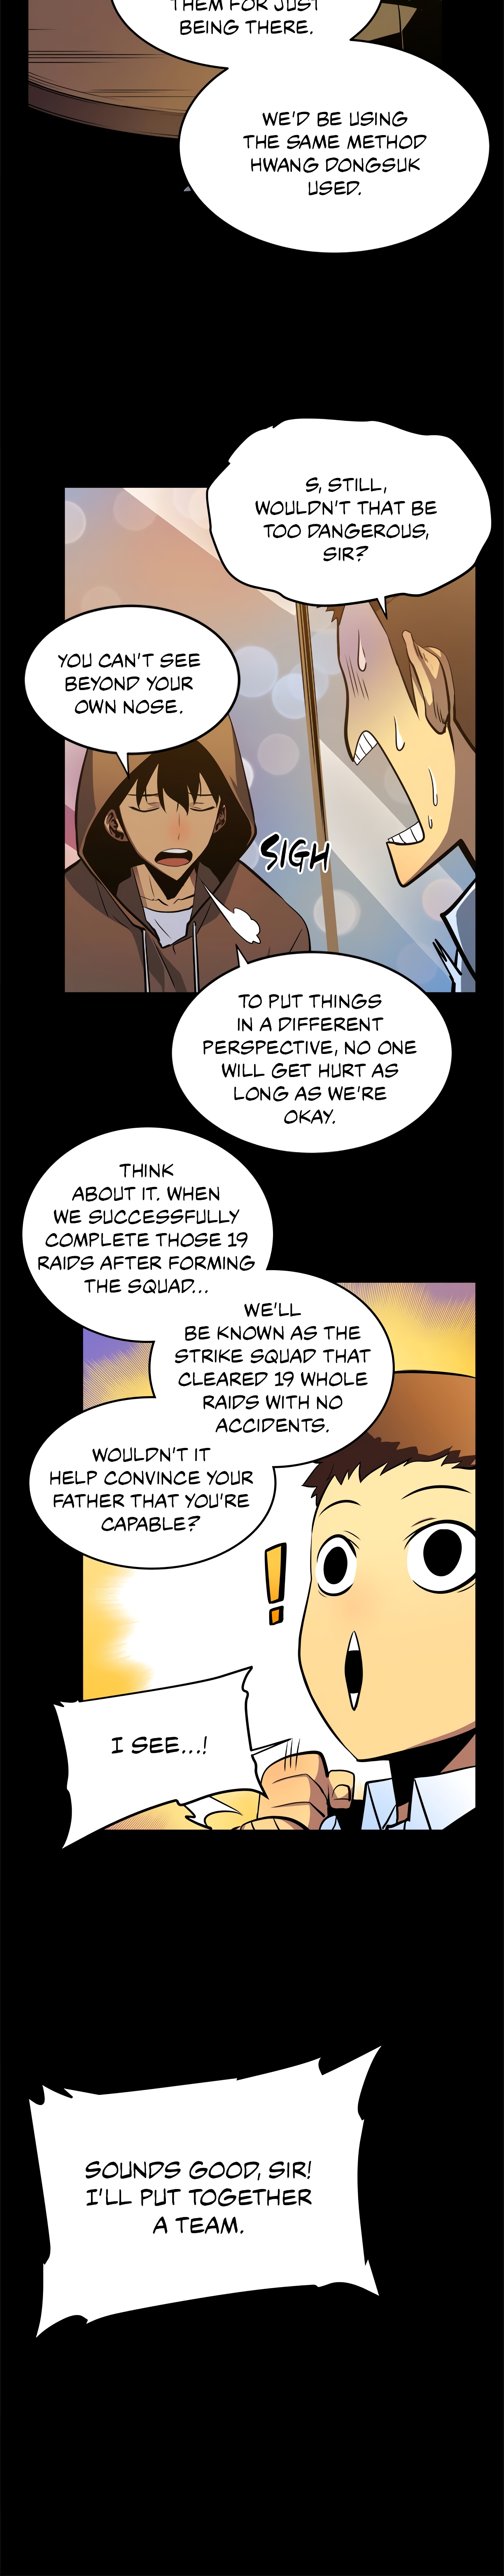 THEM FOR JUST
BEING THERE.
WE'D BE USING
THE SAME METHOD
HWANG DONGSUK
USED.
S, STILL,
WOULDN'T THAT BE
TOO DANGEROUS,
SIR?
YOU CAN'T SEE
BEYOND YOUR
OWN NOSE.
SIGH
TO PUT THINGS
IN A DIFFERENT
PERSPECTIVE, NO ONE
WILL GET HURT AS
LONG AS WE'RE
OKAY.
THINK
ABOUT IT. WHEN
WE SUCCESSFULLY
COMPLETE THOSE 19
RAIDS AFTER FORMING
THE SQUAD...
WE'LL
BE KNOWN AS THE
STRIKE SQUAD THAT
CLEARED 19 WHOLE
RAIDS WITH NO
ACCIDENTS.
WOULDN'T IT
HELP CONVINCE YOUR
FATHER THAT YOU'RE
CAPABLE?
!
I SEE...!
SOUNDS GOOD, SIR!
I'LL PUT TOGETHER
A TEAM.